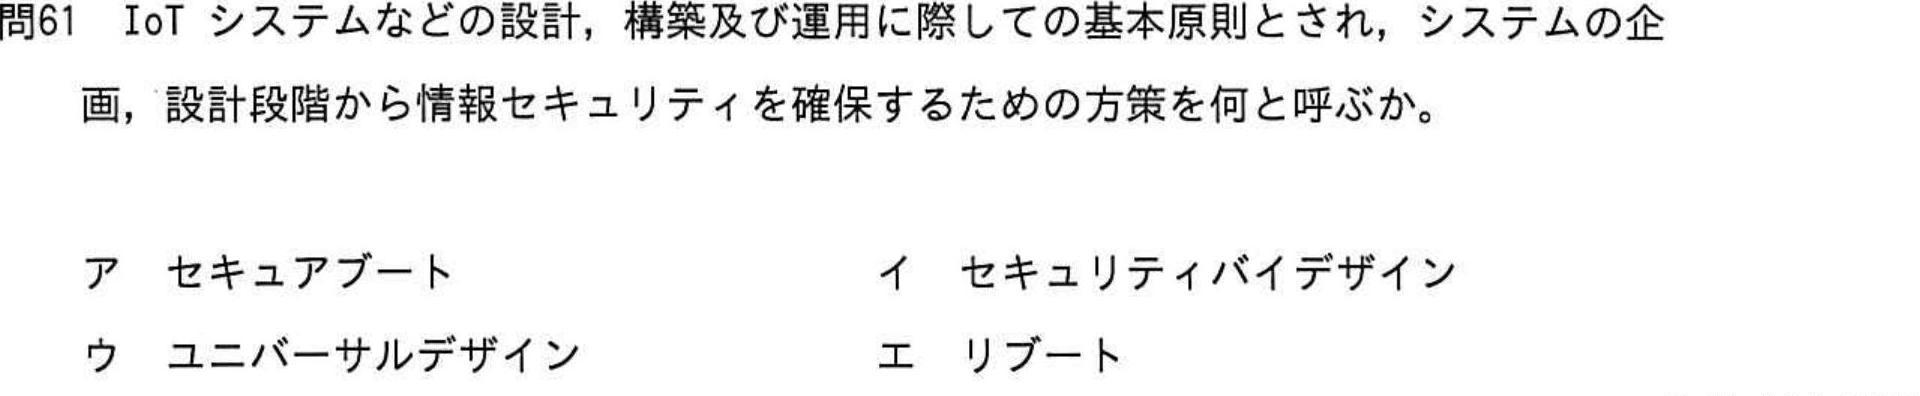 問61 IoT システムなどの設計，構築及び運用に際しての基本原則とされ，システムの企
画，設計段階から情報セキュリティを確保するための方策を何と呼ぶか。
ア セキュアブート イ セキュリティバイデザイン
ウ ユニバーサルデザイン エ リブート